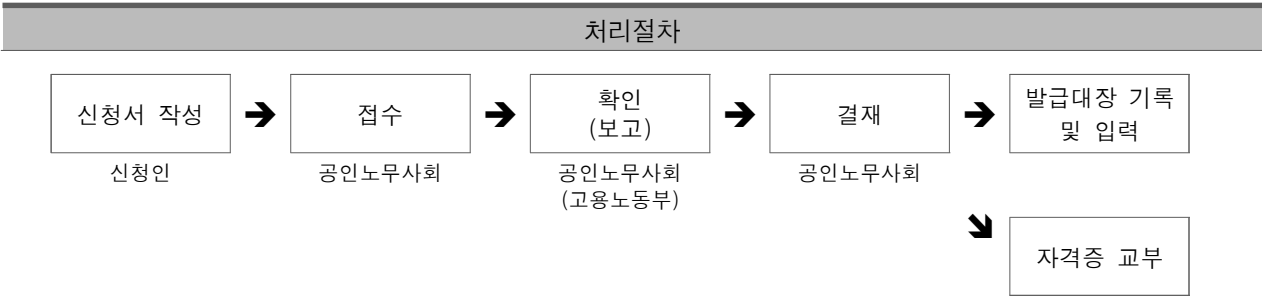 처리절차
신청서 작성
➔
접수
➔
확인
(보고)
➔
결재
➔
발급대장 기록
및 입력
신청인
공인노무사회
공인노무사회
(고용노동부)
공인노무사회
자격증 교부